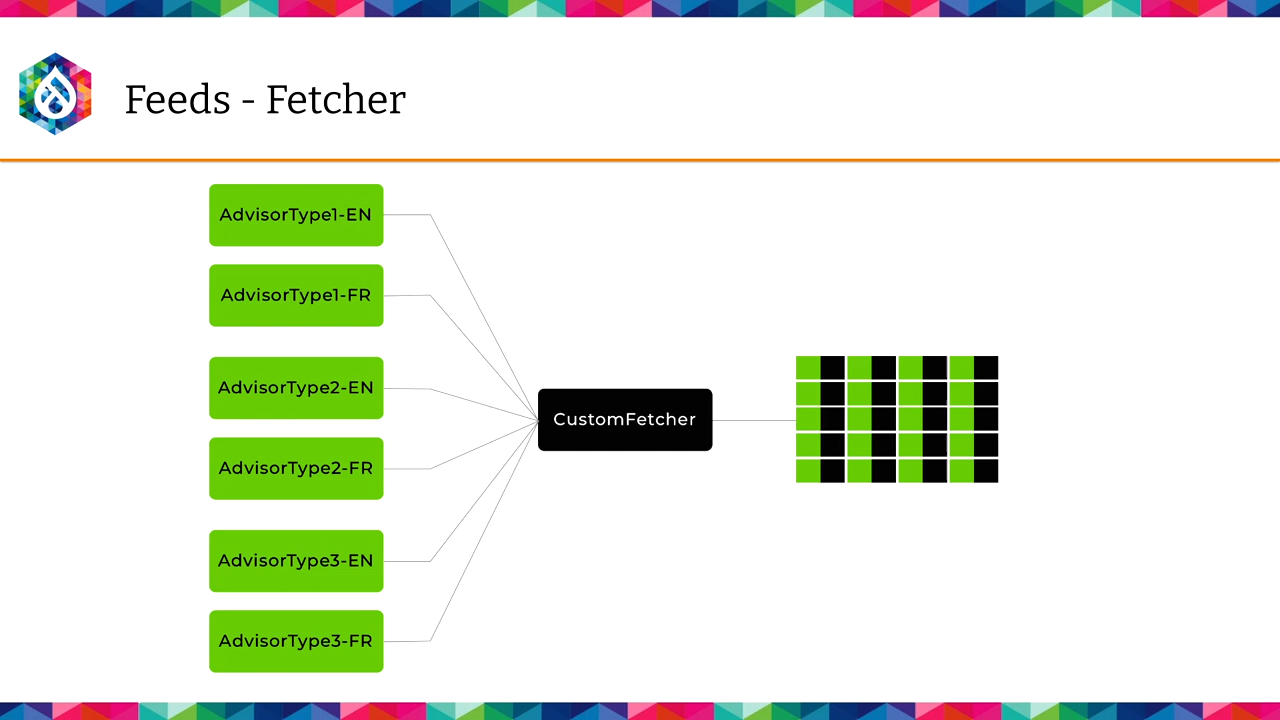 Feeds - Fetcher
AdvisorType1-EN
AdvisorType1-FR
AdvisorType2-EN
AdvisorType2-FR
AdvisorType3-EN
AdvisorType3-FR
CustomFetcher